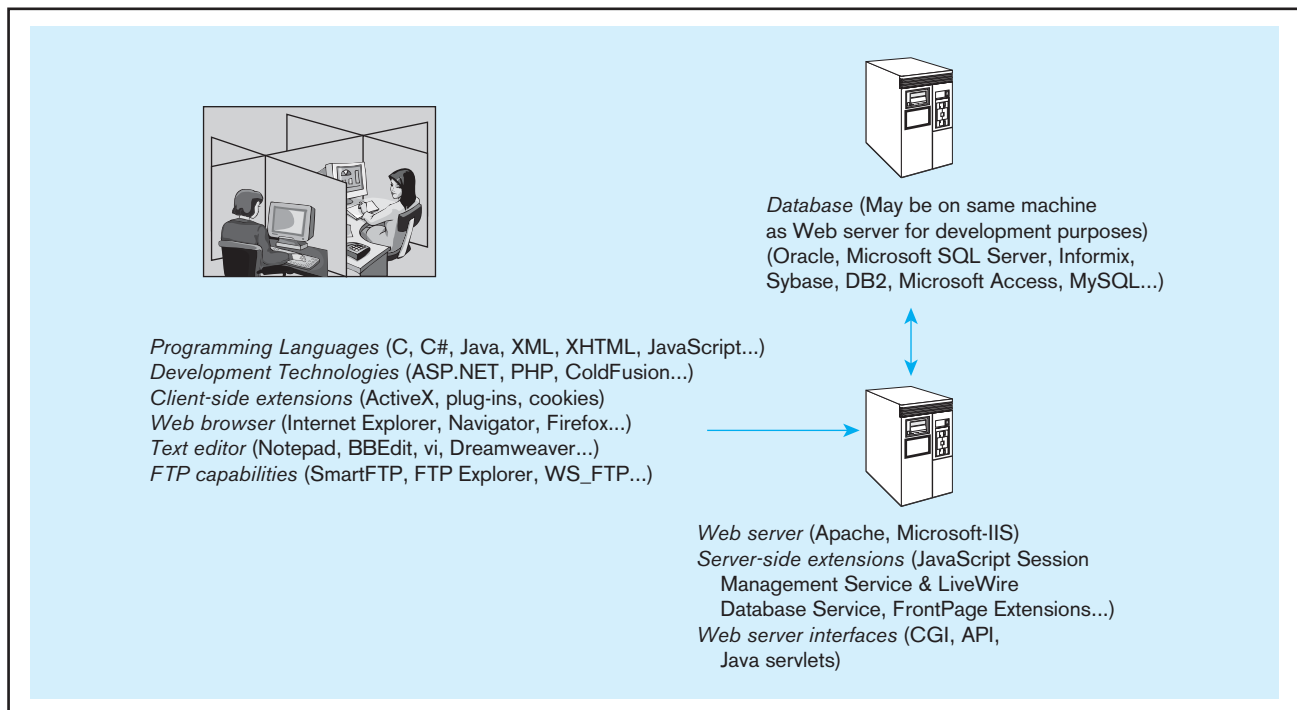 Database (May be on same machine
as Web server for development purposes)
(Oracle, Microsoft SQL Server, Informix,
Sybase, DB2, Microsoft Access, MySQL...)
Programming Languages (C, C#, Java, XML, XHTML, JavaScript...)
Development Technologies (ASP.NET, PHP, ColdFusion...)
Client-side extensions (ActiveX, plug-ins, cookies)
Web browser (Internet Explorer, Navigator, Firefox...)
Text editor (Notepad, BBEdit, vi, Dreamweaver...)
FTP capabilities (SmartFTP, FTP Explorer, WS_FTP...)
Web server (Apache, Microsoft-IIS)
Server-side extensions (JavaScript Session
Management Service & LiveWire
Database Service, FrontPage Extensions...)
Web server interfaces (CGI, API,
Java servlets)